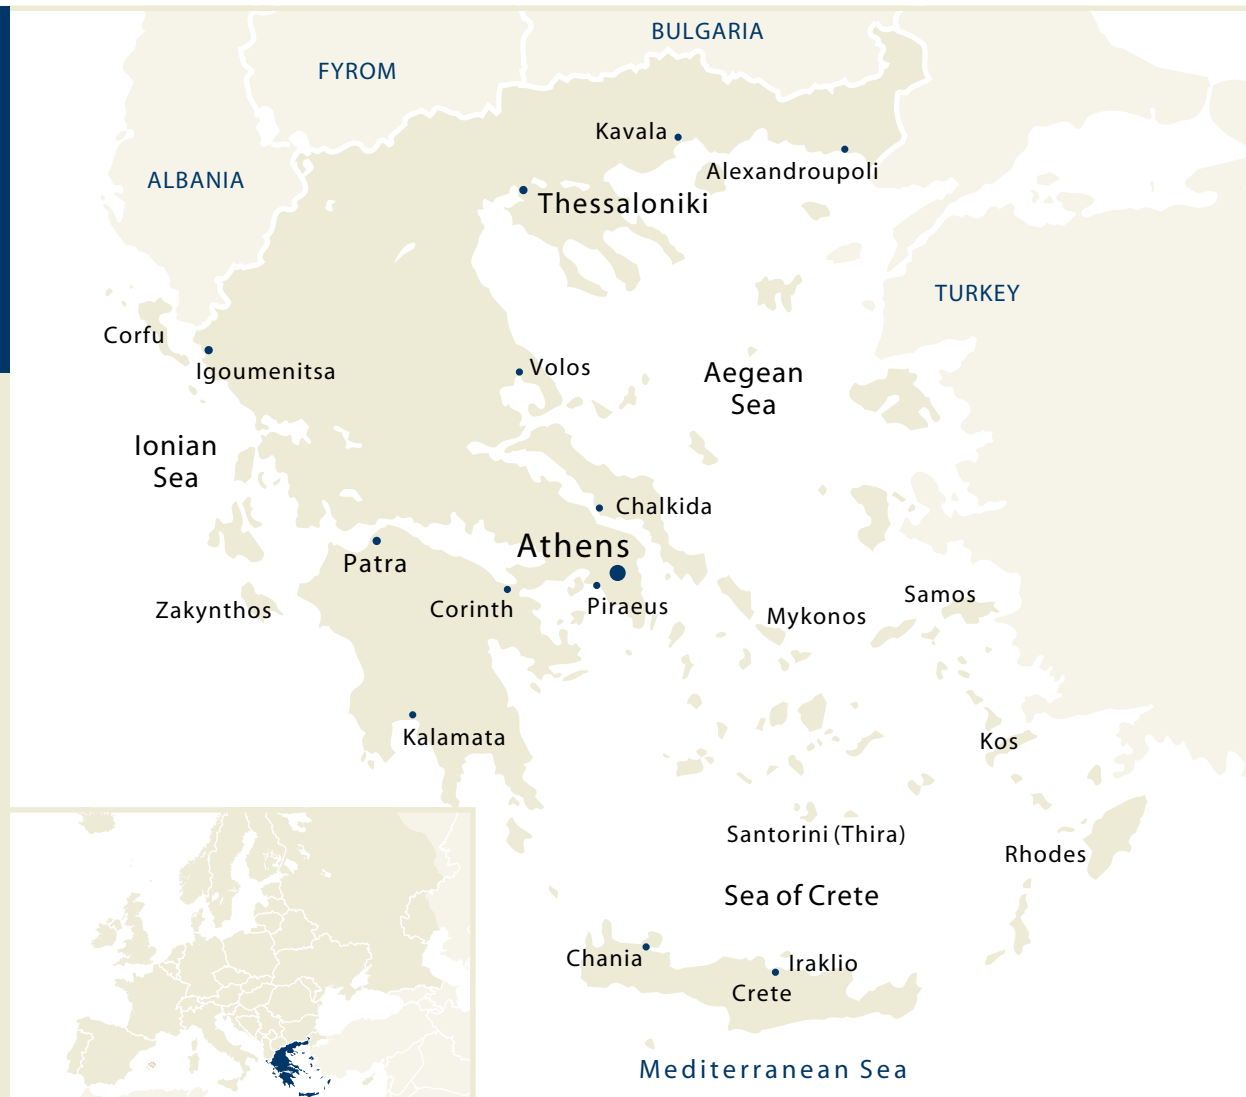 BULGARIA
FYROM
Kavala
Alexandroupoli
ALBANIA
Thessaloniki
TURKEY
Corfu
Igoumenitsa
Volos
Aegean
Sea
Ionian
Sea
Chalkida
Athens
Patra
Samos
Zakynthos
Corinth
Piraeus
Mykonos
Kalamata
Kos
Santorini (Thira)
Rhodes
Sea of Crete
Chania
Iraklio
Crete
Mediterranean Sea